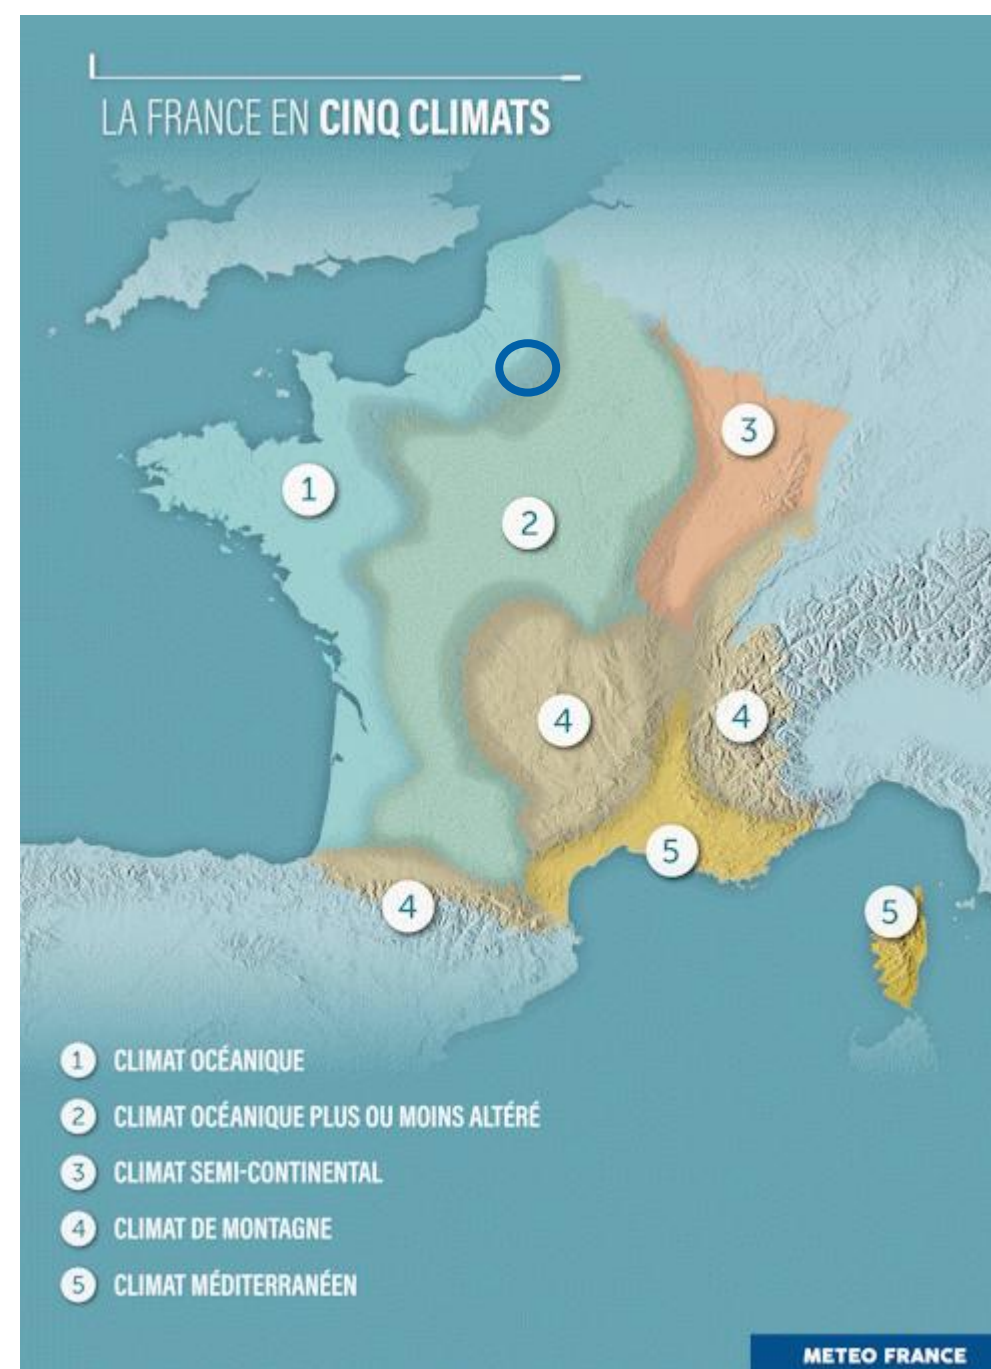 LA FRANCE EN CINQ CLIMATS
3
1
2
4
4
5
4
5
1 CLIMAT OCÉANIQUE
2 CLIMAT OCÉANIQUE PLUS OU MOINS ALTÉRÉ
3 CLIMAT SEMI-CONTINENTAL
4 CLIMAT DE MONTAGNE
5 CLIMAT MÉDITERRANÉEN
METEO FRANCE